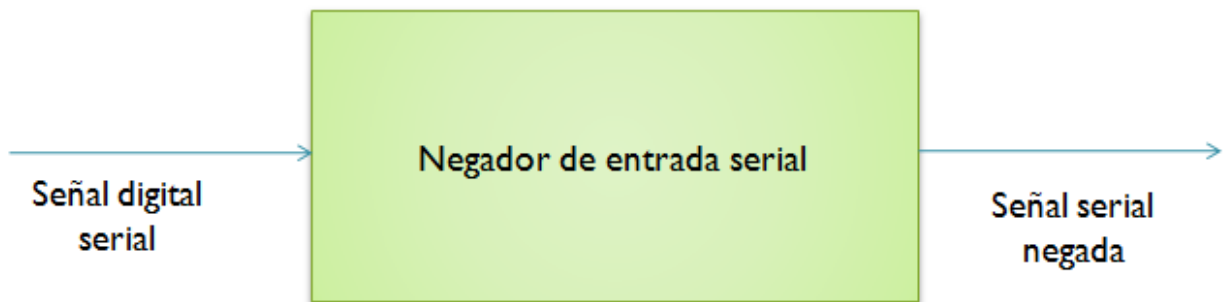 Negador de entrada serial
Señal digital
serial
Señal serial
negada